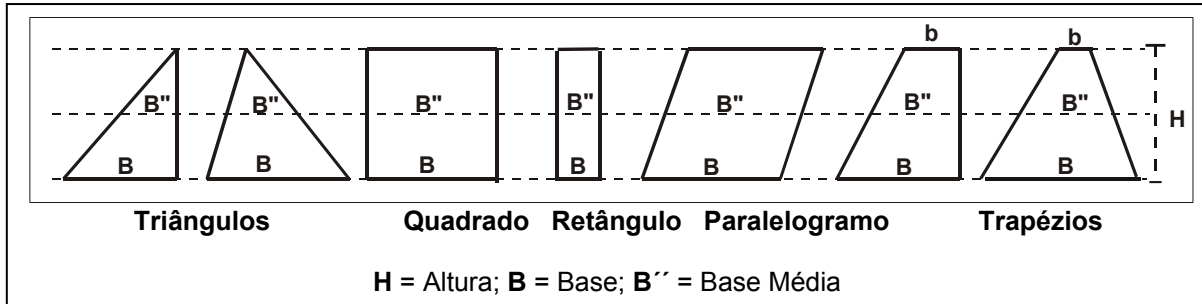 b b
B" B" B" B" B" B" B"
H
B B B B B B B
Triângulos Quadrado Retângulo Paralelogramo Trapézios
H = Altura; B = Base; B´´ = Base Média